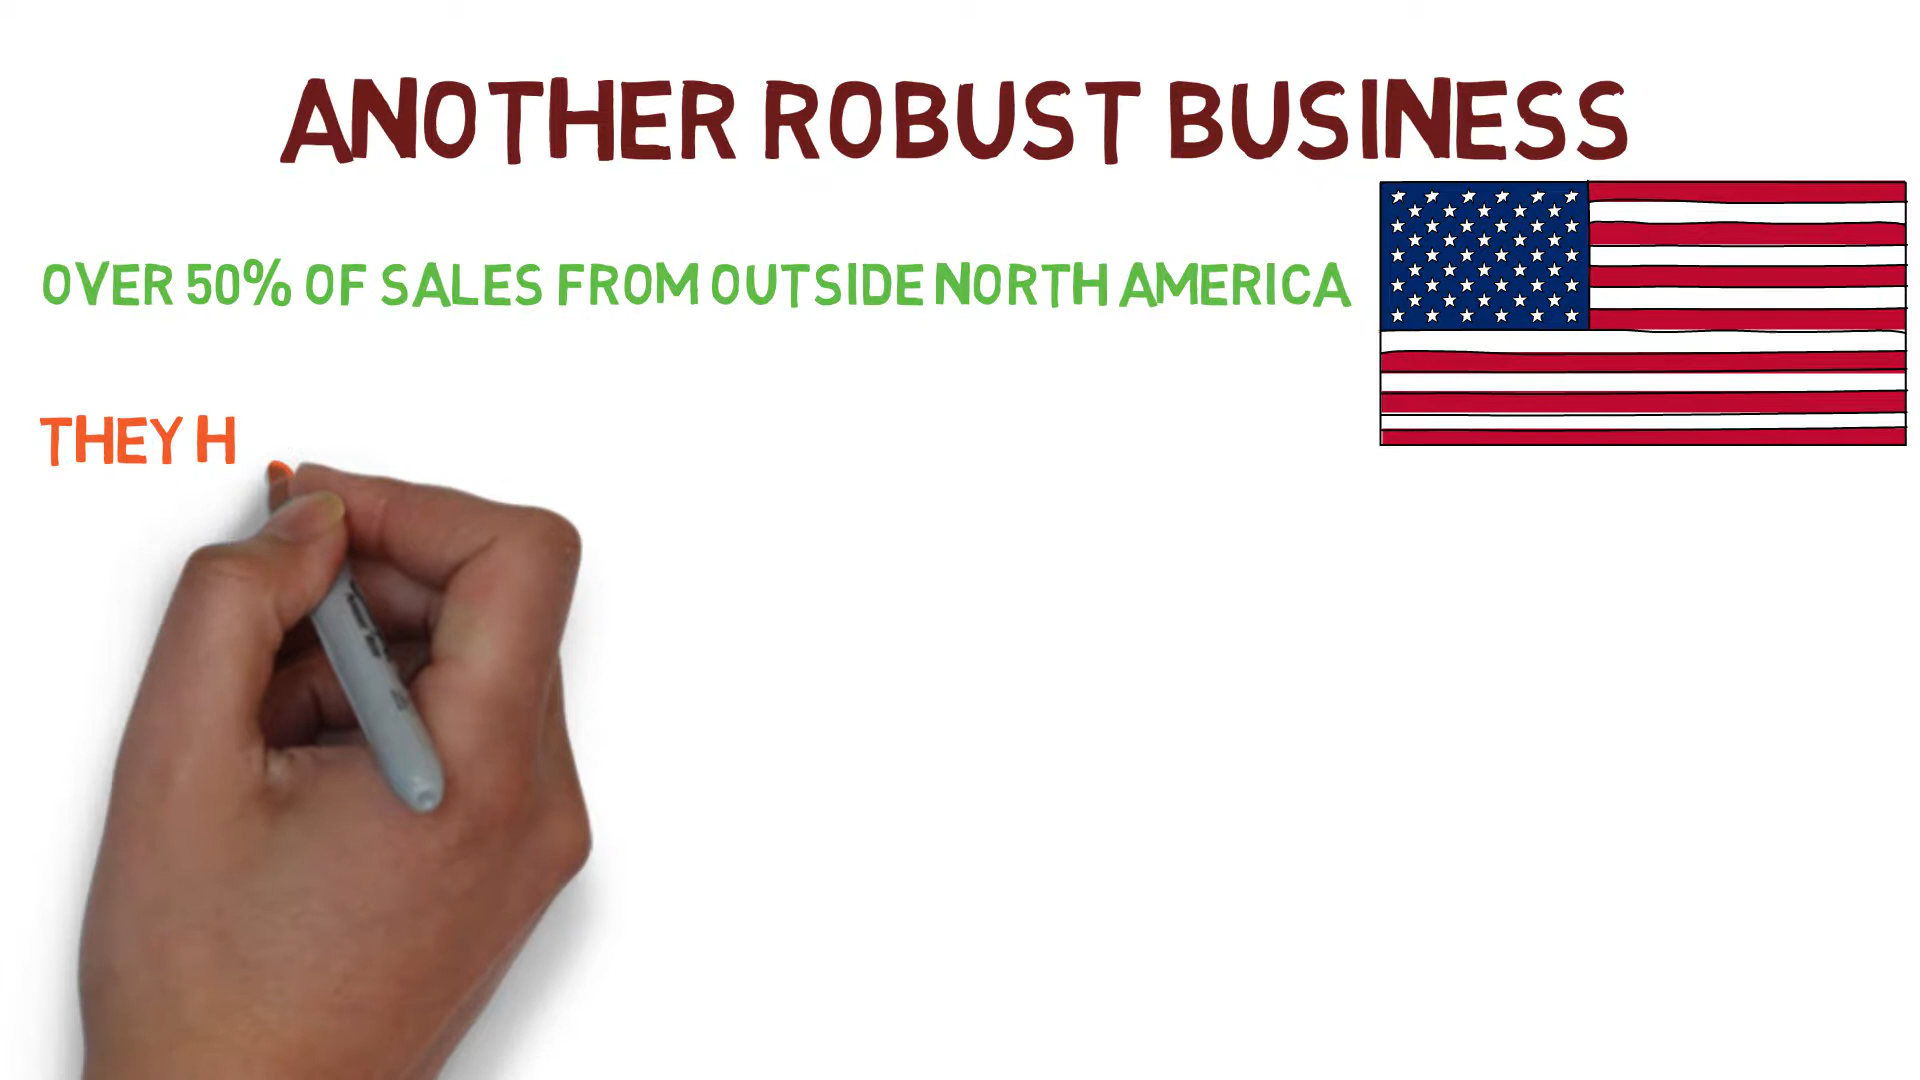 ANOTHER ROBUST BUSINESS
OVER 50% OF SALES FROM OUTSIDE NORTH AMERICA
THEY H